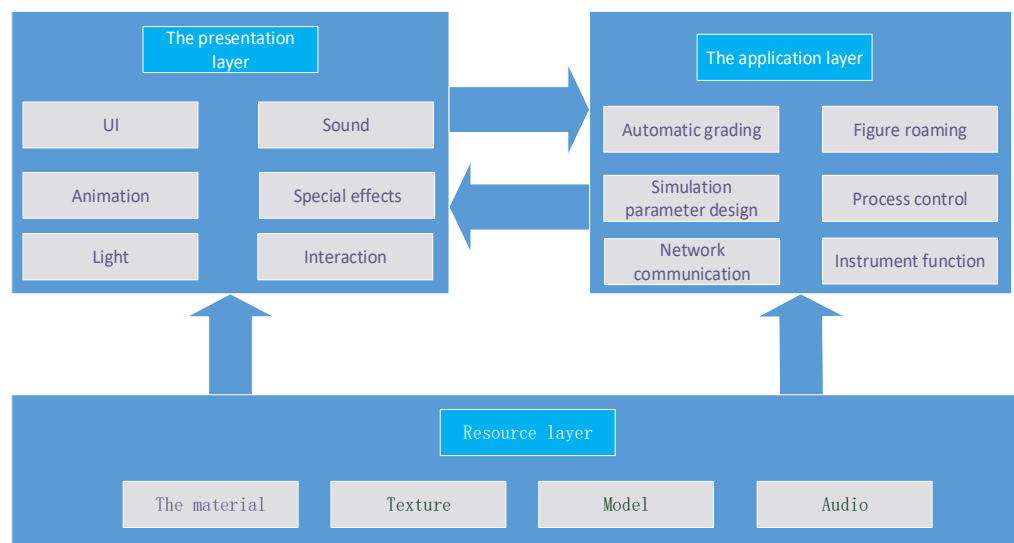 The presentation
layer
UI
Sound
Animation
Special effects
Light
Interaction
The application layer
Automatic grading
Figure roaming
Simulation
parameter design
Process control
Network
communication
Instrument function
Resource layer
The material
Texture
Model
Audio